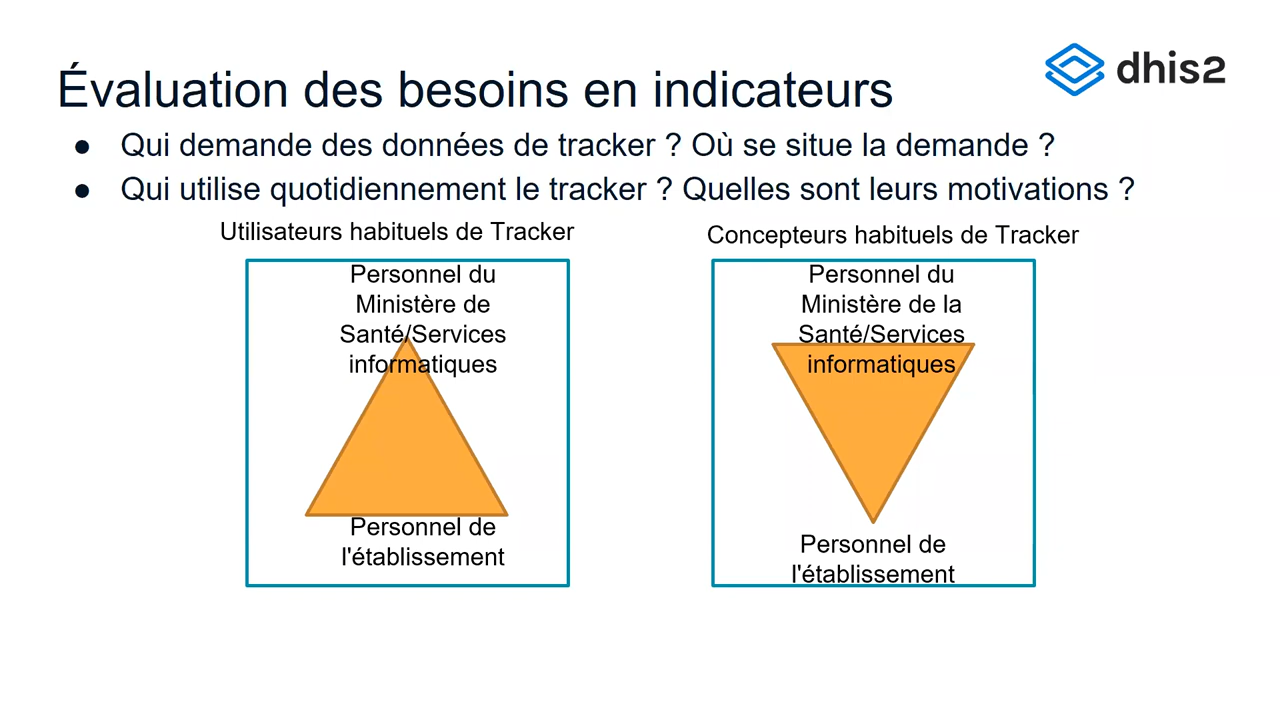 Évaluation des besoins en indicateurs
dhis2
● Qui demande des données de tracker ? Où se situe la demande ?
● Qui utilise quotidiennement le tracker ? Quelles sont leurs motivations ?
Utilisateurs habituels de Tracker
Personnel du
Ministère de
Santé/Services
informatiques
Personnel de
l'établissement
Concepteurs habituels de Tracker
Personnel du
Ministère de la
Santé/Services
informatiques
Personnel de
l'établissement